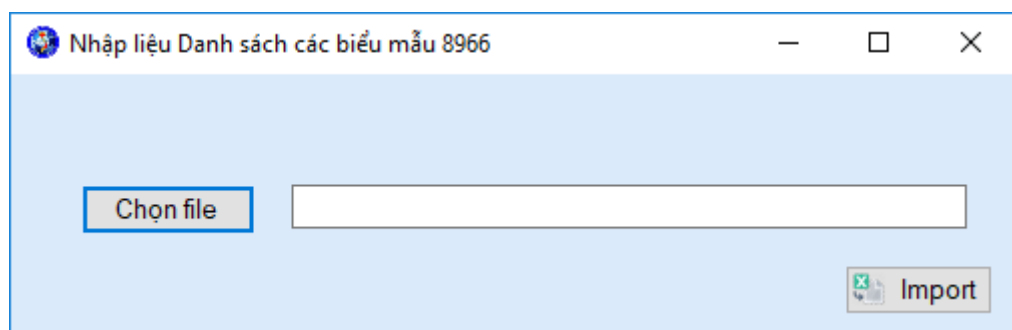 Nhập liệu Danh sách các biểu mẫu 8966
Chọn file
Import